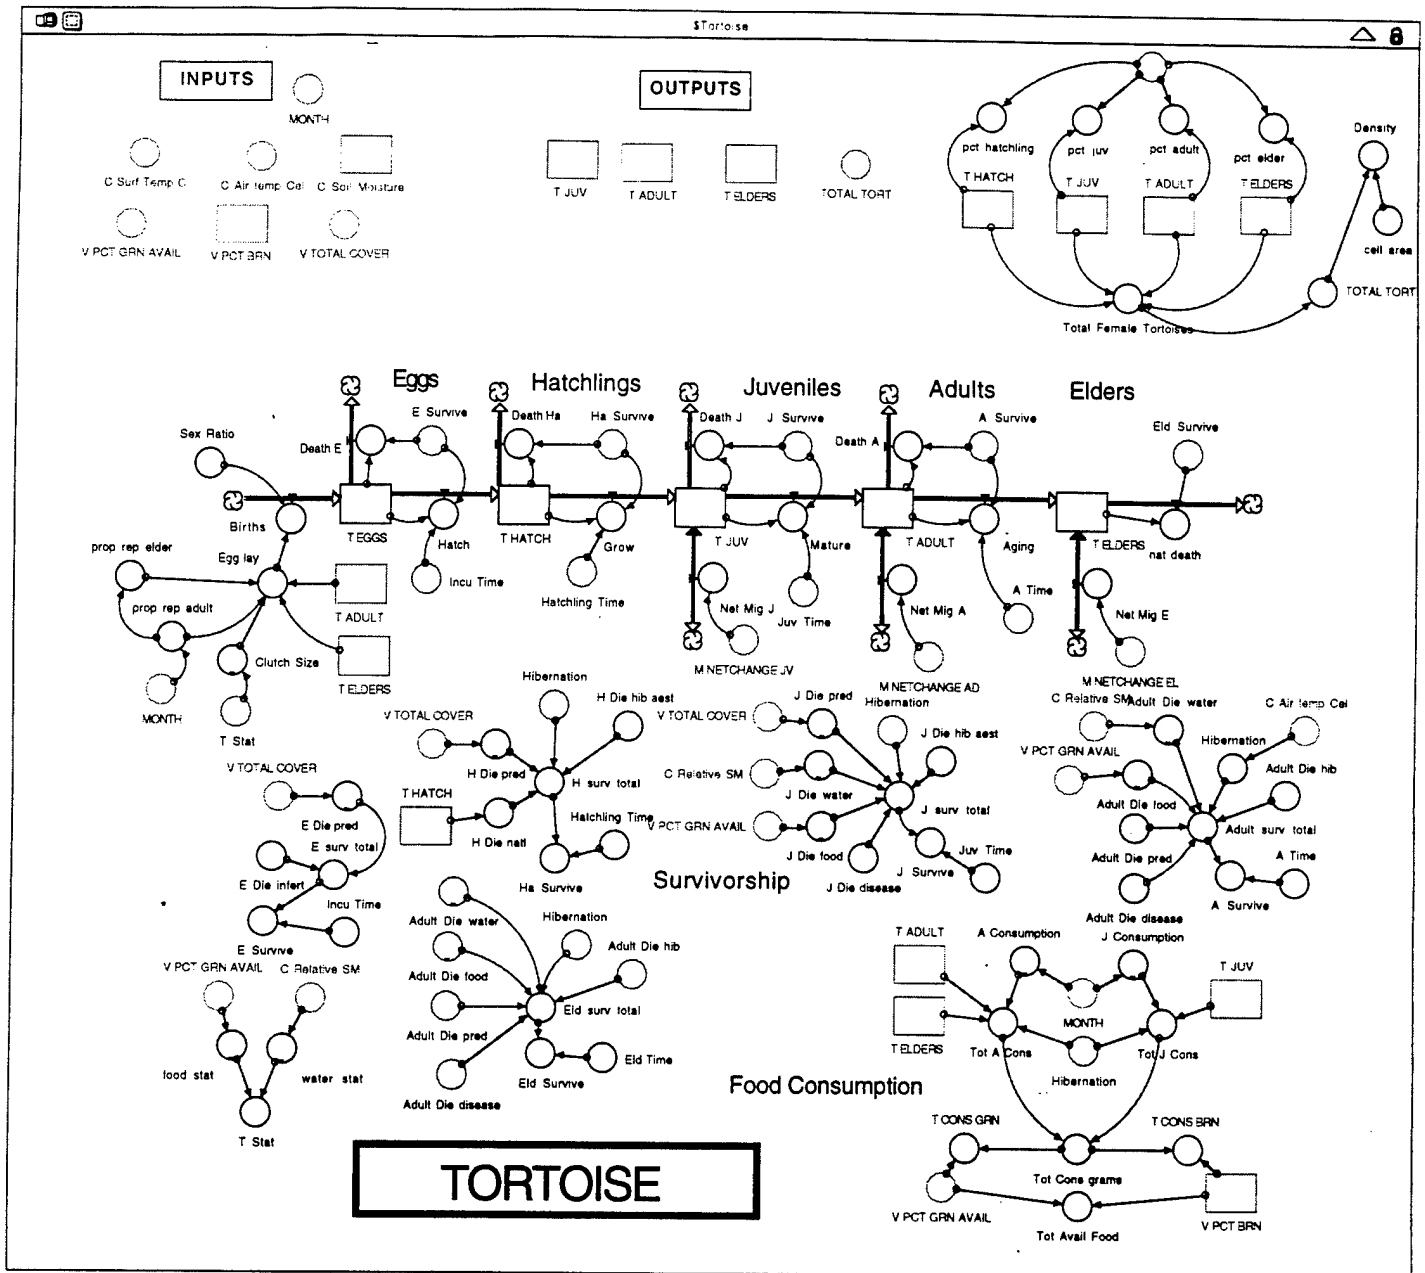 $Tortoise
INPUTS
MONTH
C Surf Temp C
C Air temp Cel
C Soil Moisture
V PCT GRN AVAIL
V PCT BRN
V TOTAL COVER
OUTPUTS
T JUV
T ADULT
T ELDERS
TOTAL TORT
pct hatchling
pct juv
pct adult
pct elder
T HATCH
T JUV
T ADULT
T ELDERS
Density
cell area
TOTAL TORT
Total Female Tortoises
Eggs
Hatchlings
Juveniles
Adults
Elders
Sex Ratio
Death E
E Survive
Death Ha
Ha Survive
Death J
J Survive
Death A
A Survive
Eld Survive
Births
T EGGS
Hatch
T HATCH
Grow
T JUV
Mature
T ADULT
Aging
T ELDERS
nat death
prop rep elder
Egg lay
Incu Time
Hatchling Time
Net Mig J
Juv Time
Net Mig A
A Time
Net Mig E
prop rep adult
T ADULT
Clutch Size
T ELDERS
MONTH
T Stat
M NETCHANGE JV
M NETCHANGE AD
M NETCHANGE EL
V TOTAL COVER
E Die pred
E surv total
E Die infert
Incu Time
E Survive
Hibernation
V TOTAL COVER
H Die hib aest
H Die pred
H surv total
T HATCH
H Die natl
Hatchling Time
Ha Survive
J Die pred
V TOTAL COVER
Hibernation
J Die hib aest
C Relative SM
J Die water
J surv total
V PCT GRN AVAIL
J Die food
J Die disease
J Survive
Juv Time
C Relative SM
Adult Die water
C Air temp Cel
V PCT GRN AVAIL
Hibernation
Adult Die hib
Adult Die food
Adult surv total
Adult Die pred
A Time
Adult Die disease
A Survive
Survivorship
V PCT GRN AVAIL
C Relative SM
food stat
water stat
T Stat
Adult Die water
Hibernation
Adult Die hib
Adult Die food
Eld surv total
Adult Die pred
Eld Survive
Eld Time
Adult Die disease
T ADULT
A Consumption
J Consumption
T JUV
MONTH
T ELDERS
Tot A Cons
Tot J Cons
Hibernation
Food Consumption
T CONS GRN
T CONS BRN
Tot Cons grams
V PCT GRN AVAIL
V PCT BRN
Tot Avail Food
TORTOISE